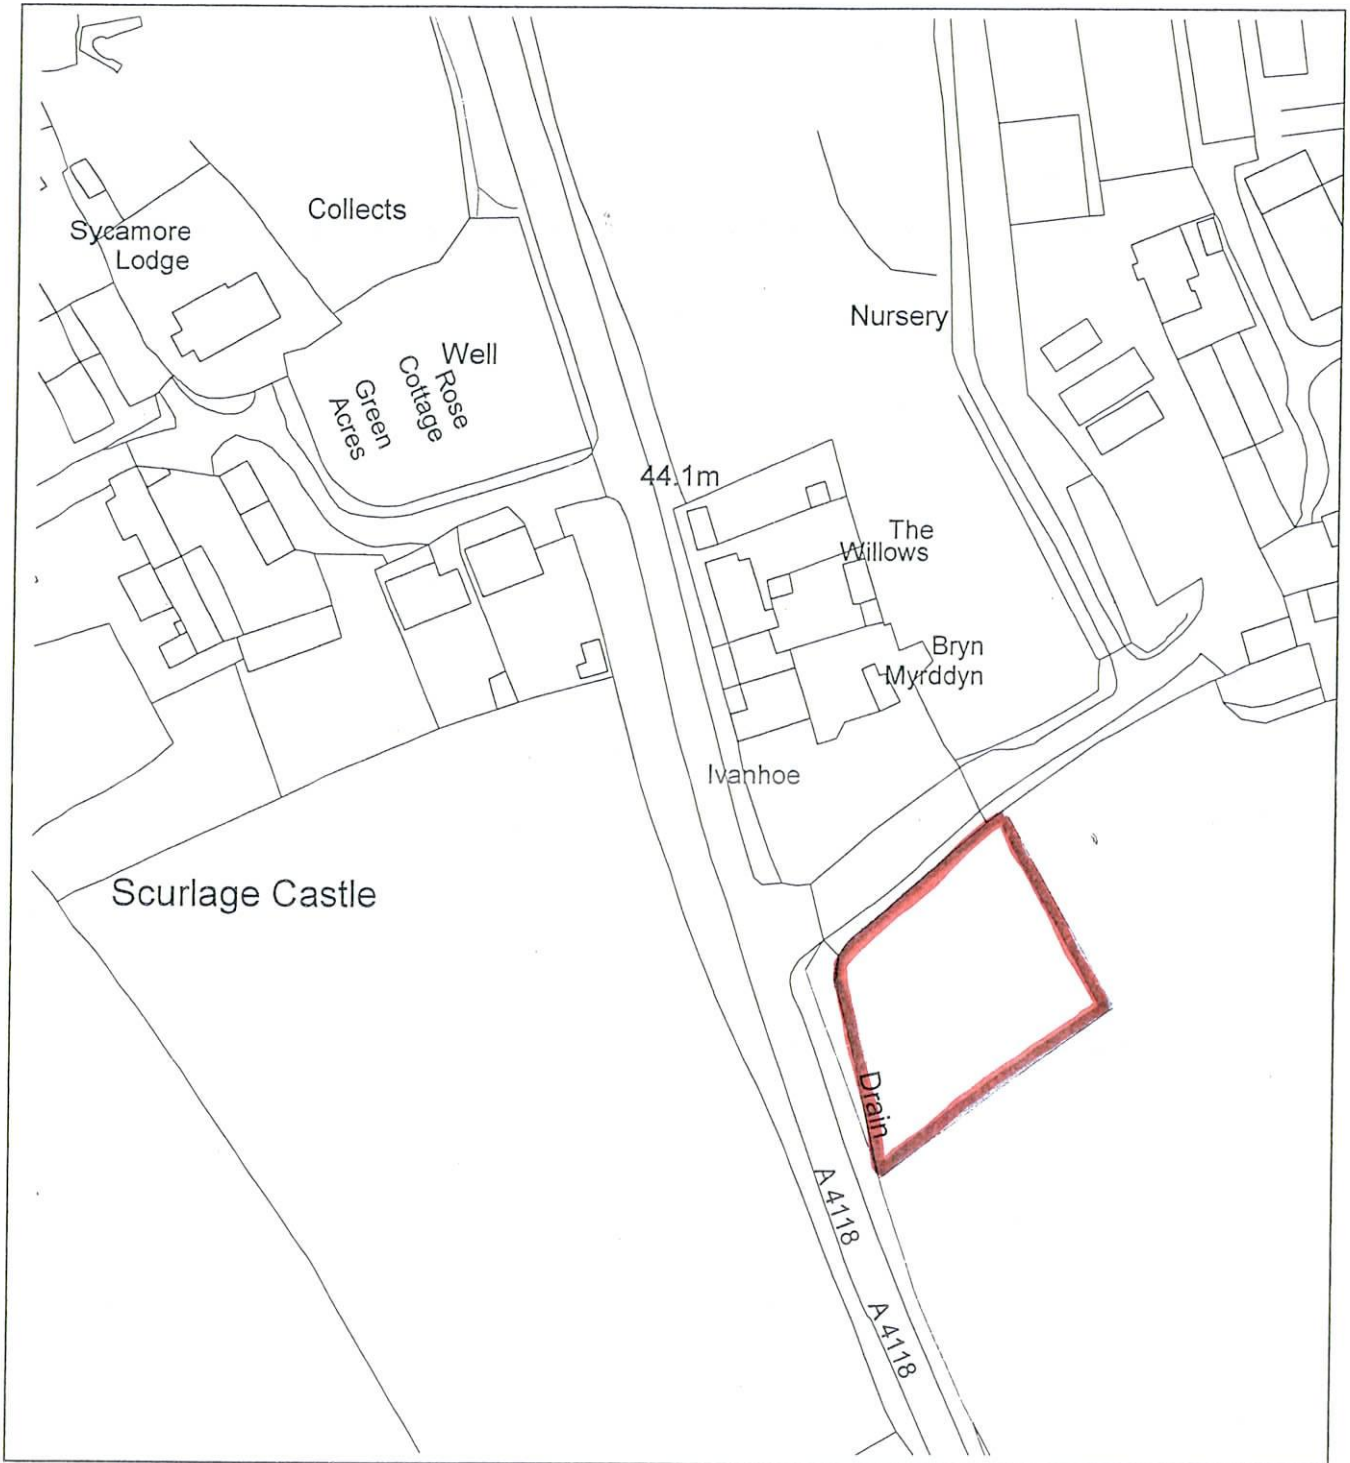 Collects
Sycamore
Lodge
Nursery
Well
Rose
Cottage
Green
Acres
44.1m
The
Willows
Bryn
Myrddyn
Ivanhoe
Scurlage Castle
Drain
A 4118
A 4118